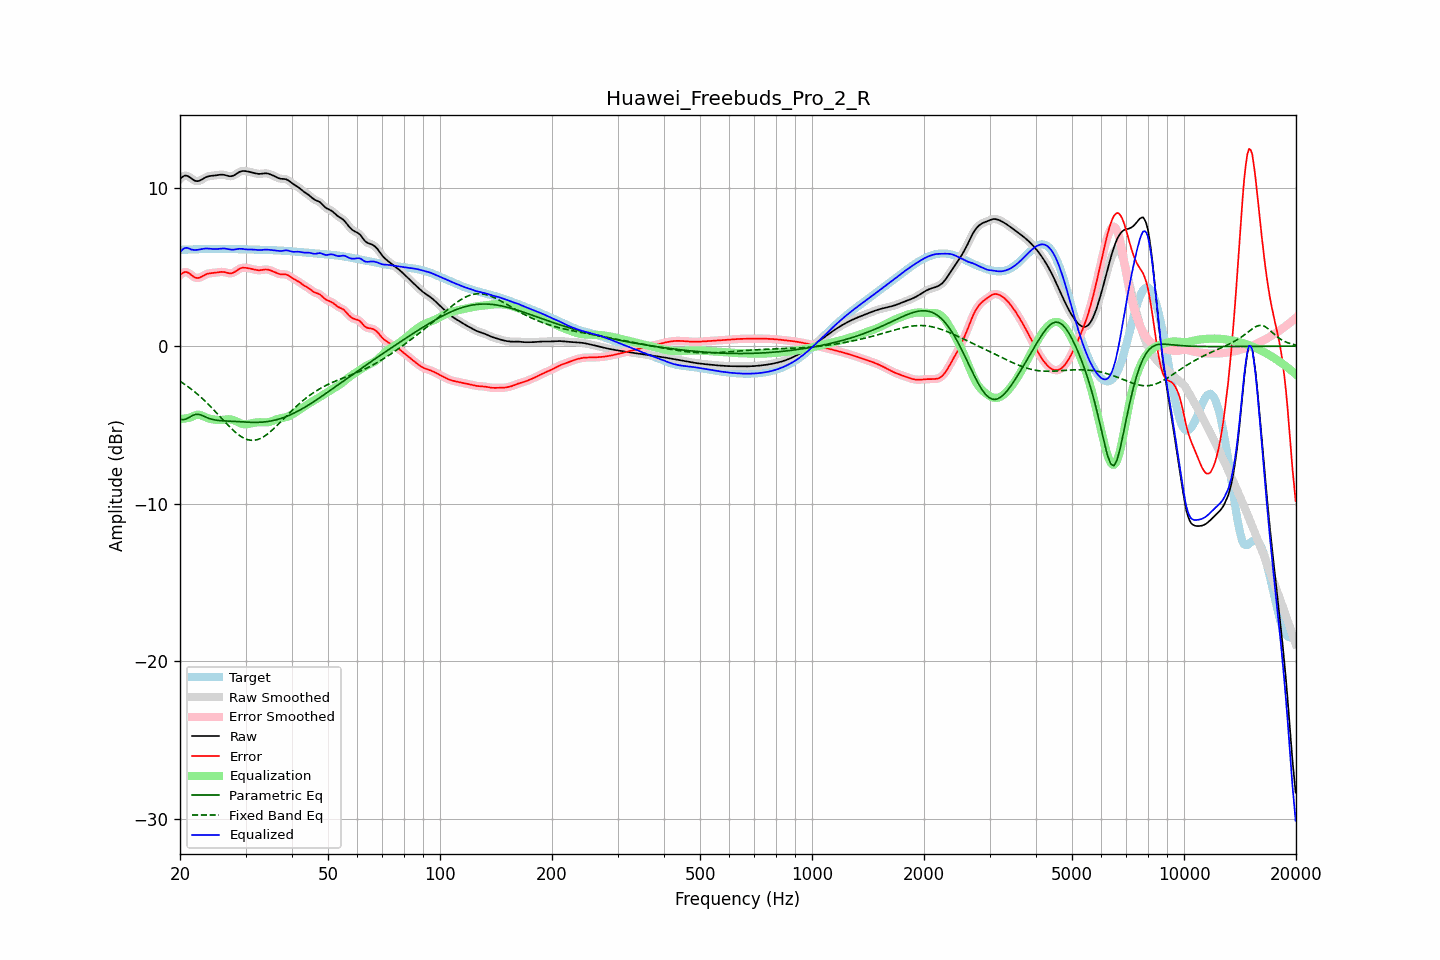 Huawei_Freebuds_Pro_2_R
Amplitude (dBr)
10
0
−10
−20
−30
Target
Raw Smoothed
Error Smoothed
Raw
Error
Equalization
Parametric Eq
Fixed Band Eq
Equalized
20 50 100 200 500 1000 2000 5000 10000 20000
Frequency (Hz)